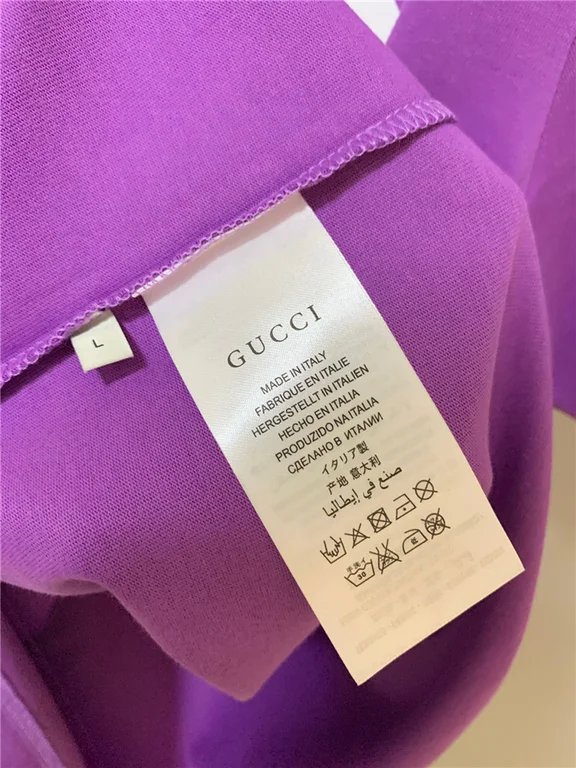 L
GUCCI
MADE IN ITALY
FABRIQUE EN ITALIE
HERGESTELLT IN ITALIEN
HECHO EN ITALIA
PRODUZIDO NA ITALIA
СДЕЛАНО В ИТАЛИИ
イタリア製
产地 意大利
صنع في إيطاليا
30